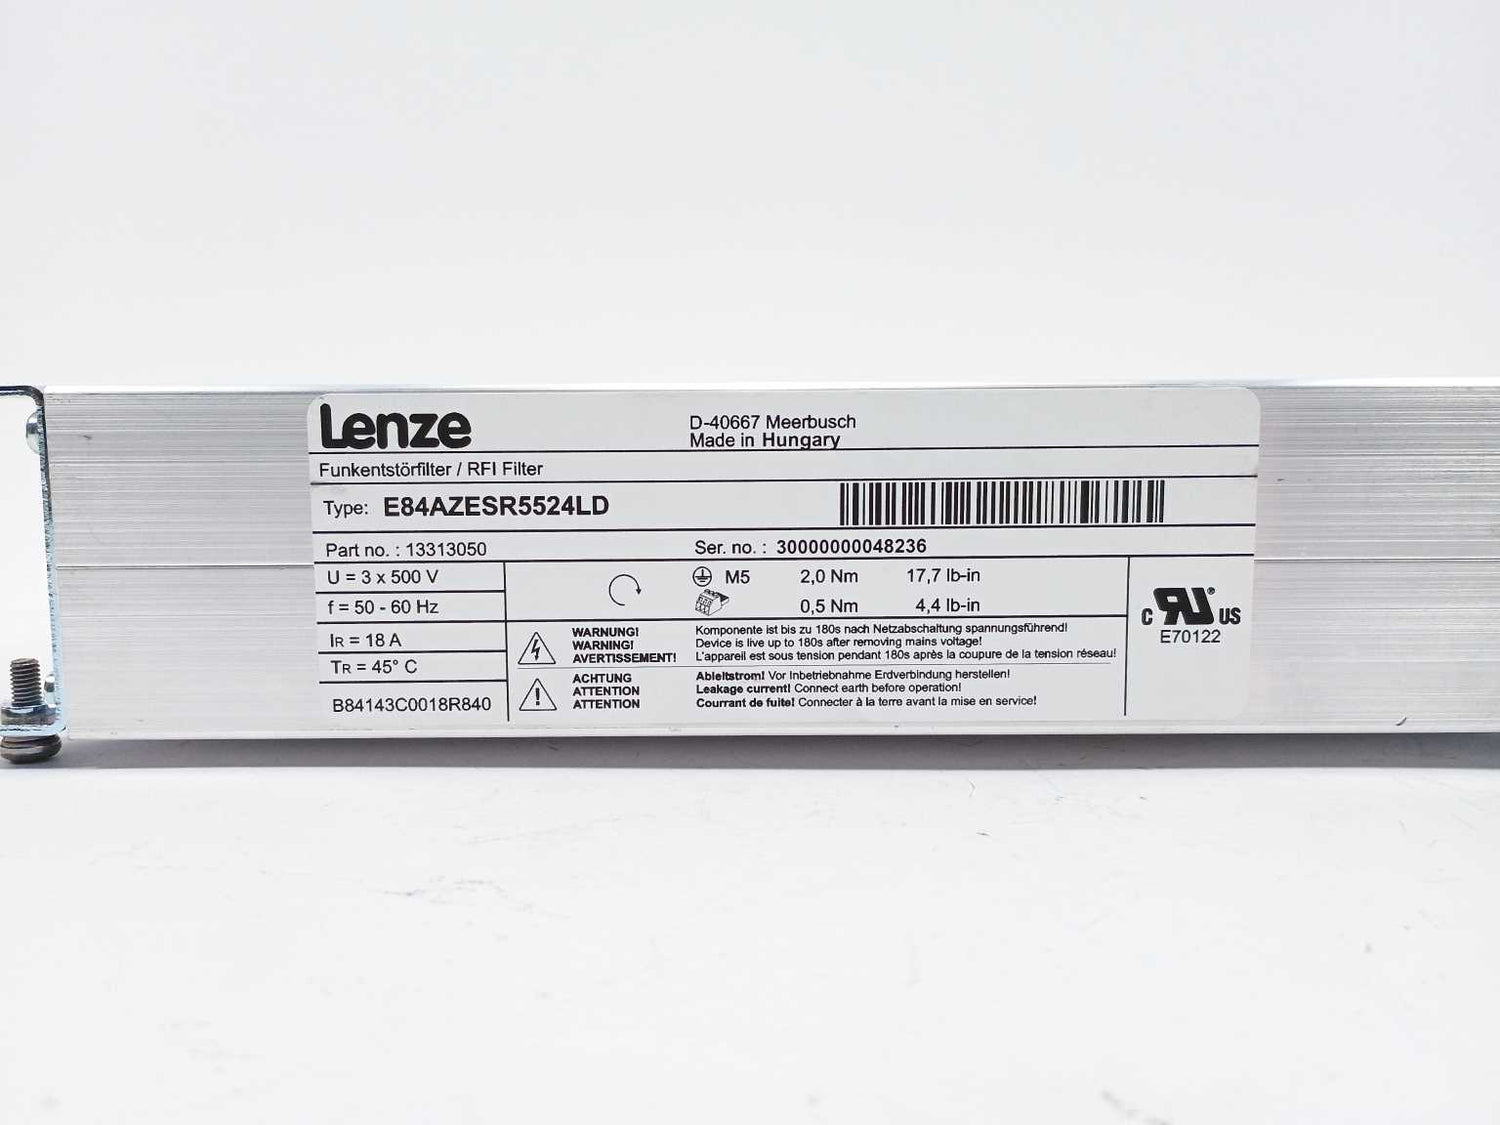 Lenze
D-40667 Meerbusch
Made in Hungary
Funkentstörfilter / RFI Filter
Type: E84AZESR5524LD
Part no. : 13313050
Ser. no. : 30000000048236
U = 3 x 500 V
f = 50 - 60 Hz
IR = 18 A
TR = 45° C
B84143C0018R840
M5 2,0 Nm 17,7 lb-in
0,5 Nm 4,4 lb-in
WARNUNG! Komponente ist bis zu 180s nach Netzabschaltung spannungsführend!
WARNING! Device is live up to 180s after removing mains voltage!
AVERTISSEMENT! L'appareil est sous tension pendant 180s après la coupure de la tension réseau!
ACHTUNG Ableitstrom! Vor Inbetriebnahme Erdverbindung herstellen!
ATTENTION Leakage current! Connect earth before operation!
ATTENTION Courrant de fuite! Connecter à la terre avant la mise en service!
c RU ® US
E70122